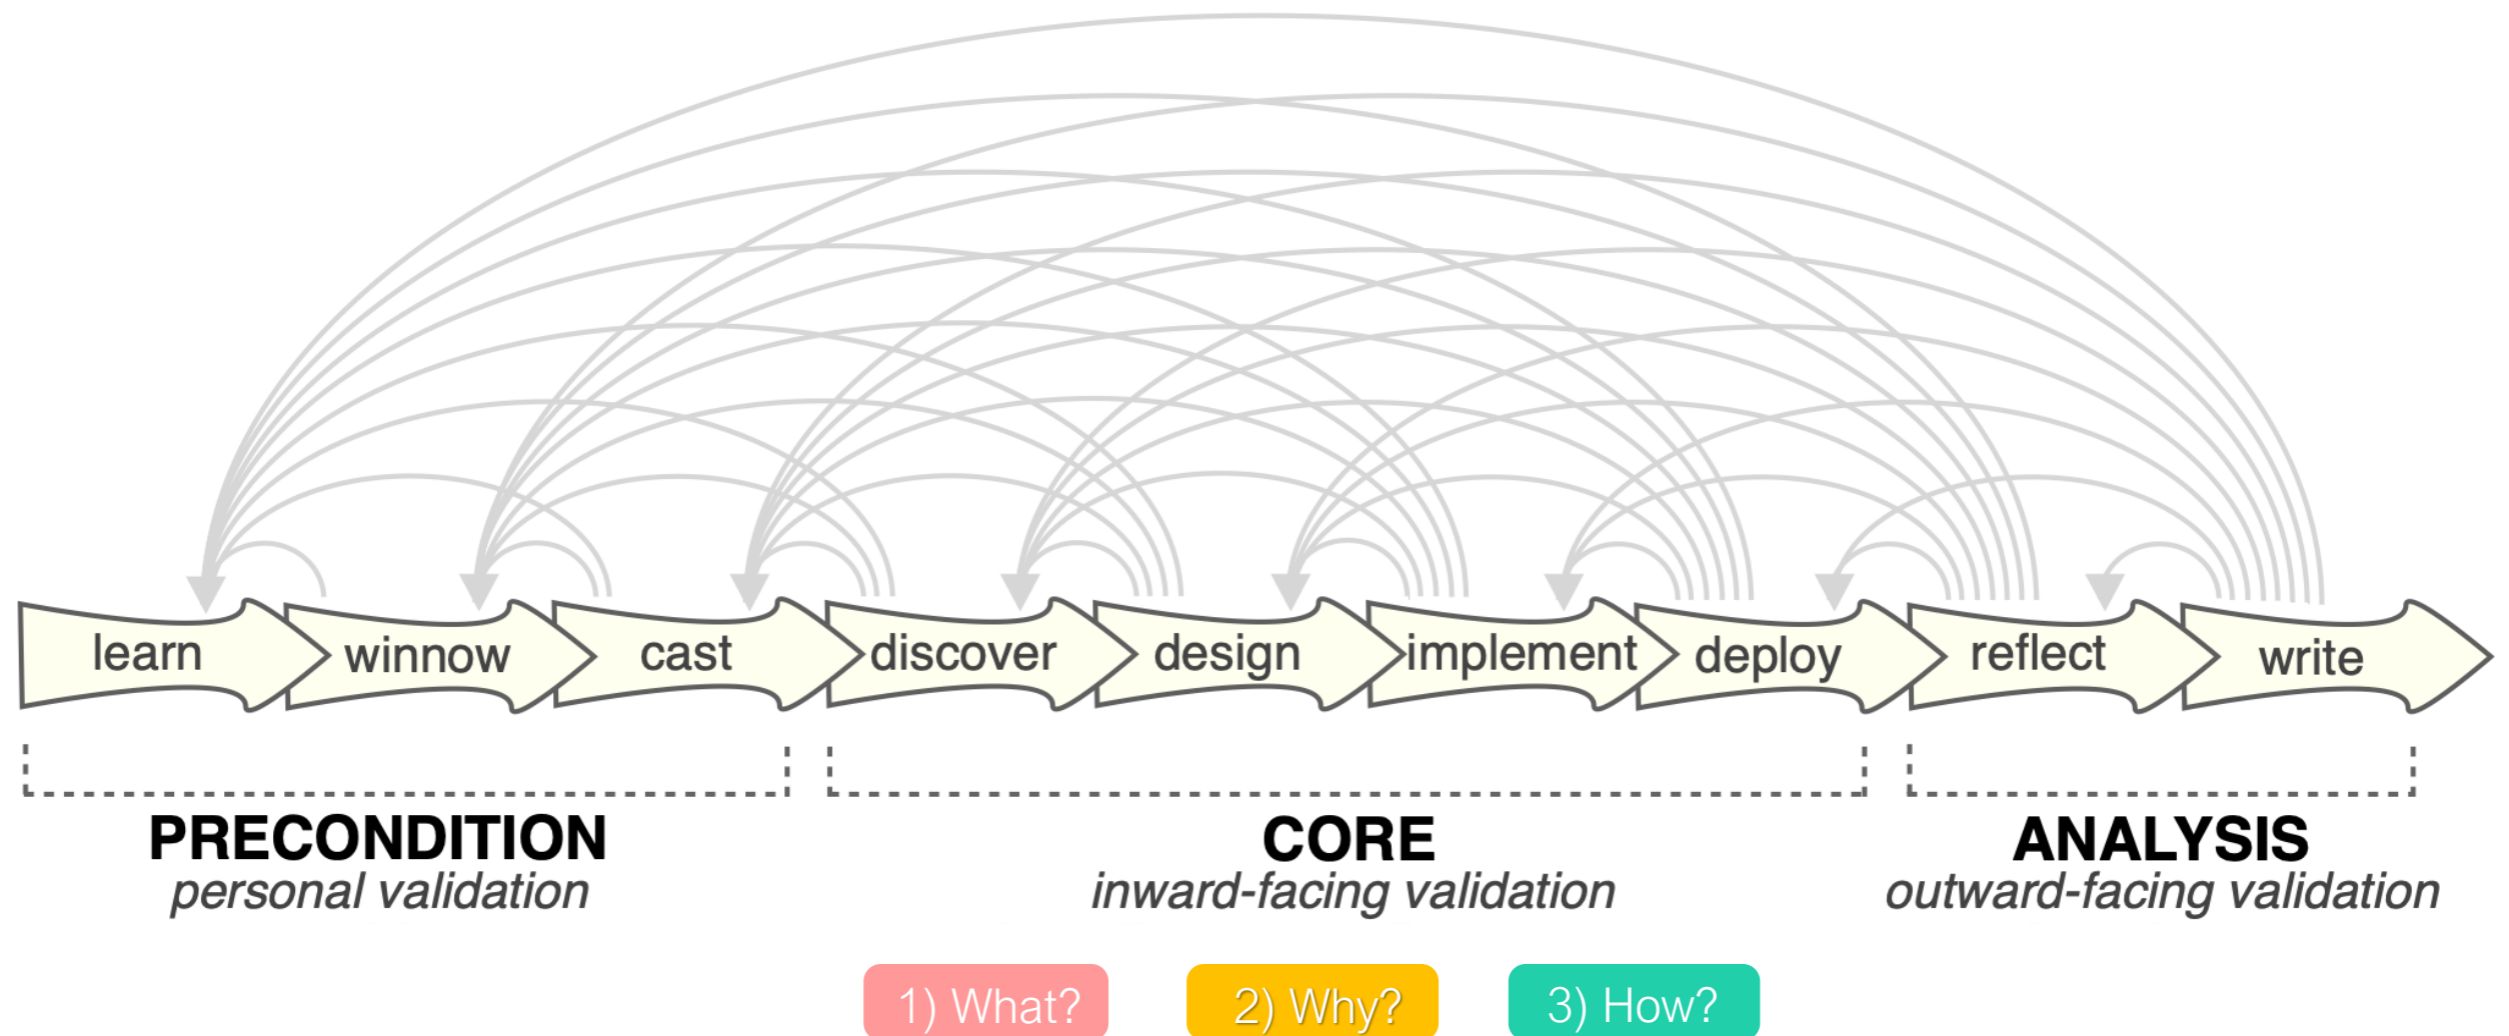 learn
winnow
cast
discover
design
implement
deploy
reflect
write
PRECONDITION
personal validation
CORE
inward-facing validation
ANALYSIS
outward-facing validation
1) What?
2) Why?
3) How?